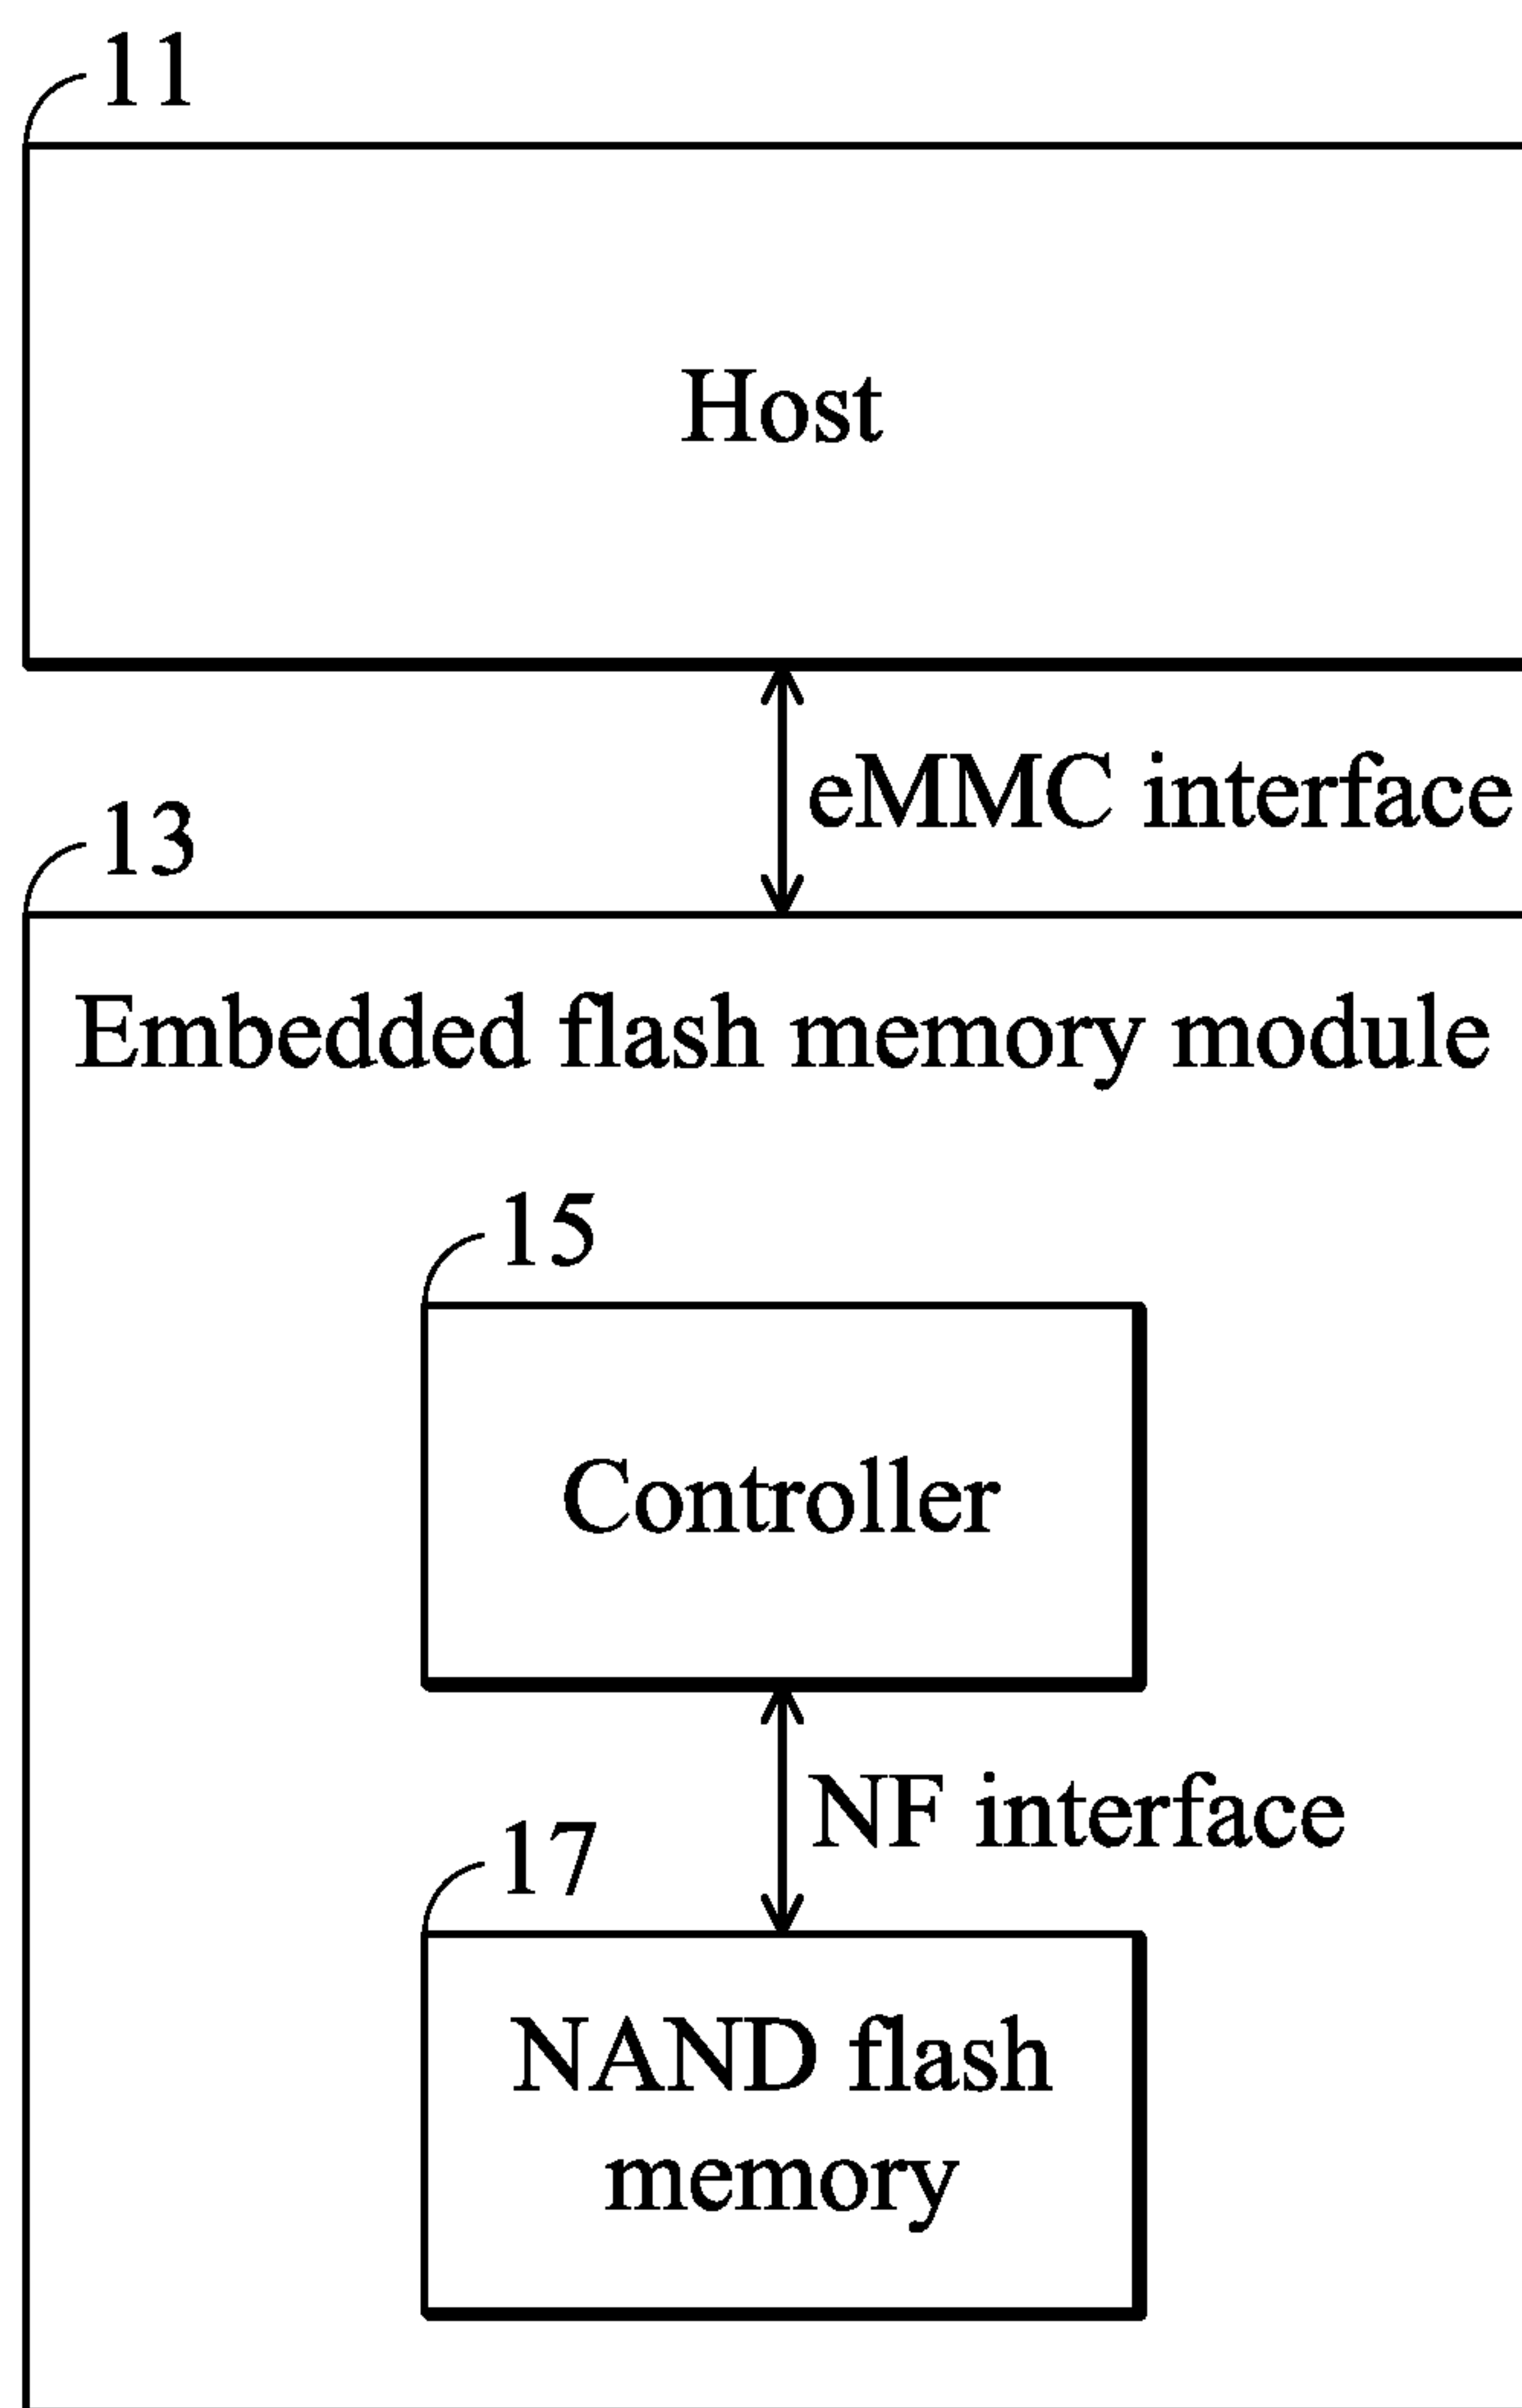 11
Host
eMMC interface
13
Embedded flash memory module
15
Controller
NF interface
17
NAND flash
memory